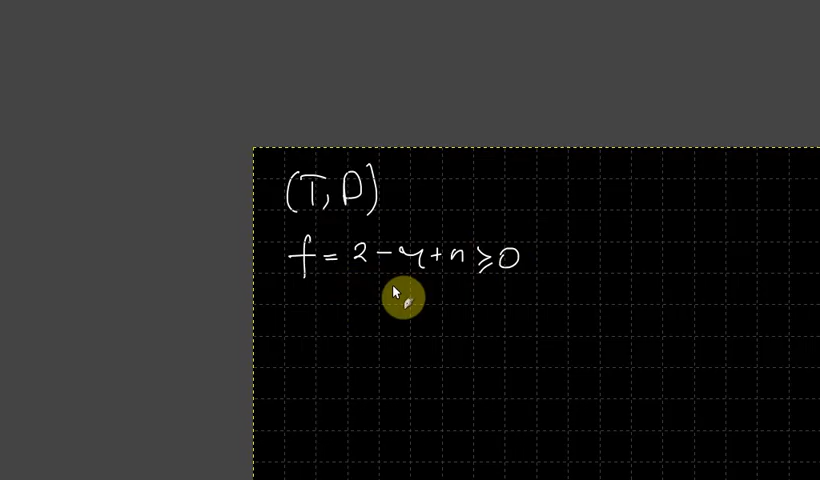 (T, P)
f = 2 - r + n ⩾ 0